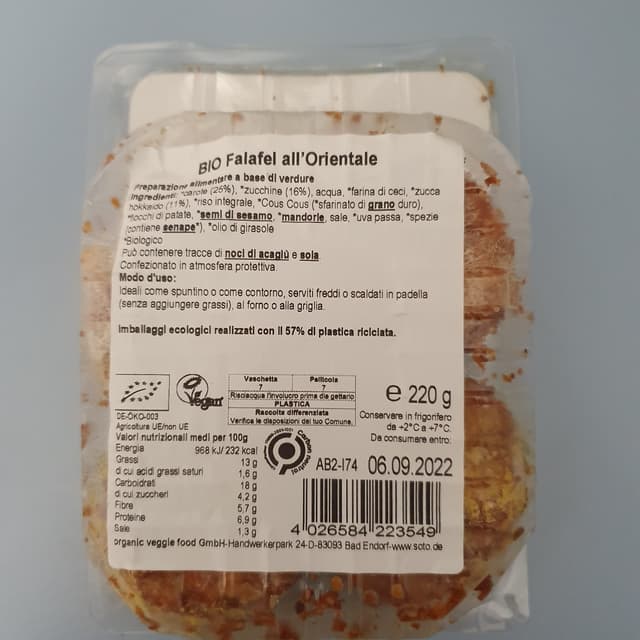 BIO Falafel all'Orientale
Preparazione alimentare a base di verdure
Ingredienti: *carote (26%), *zucchine (16%), acqua, *farina di ceci, *zucca
hokkaido (11%), *riso integrale, *Cous Cous (*sfarinato di grano duro),
*fiocchi di patate, *semi di sesamo, *mandorle, sale, *uva passa, *spezie
(contiene senape*), *olio di girasole
*Biologico
Può contenere tracce di noci di acagiù e soia.
Confezionato in atmosfera protettiva.
Modo d'uso:
Ideali come spuntino o come contorno, serviti freddi o scaldati in padella
(senza aggiungere grassi), al forno o alla griglia.
Imballaggi ecologici realizzati con il 57% di plastica riciclata.
Vegan
Vaschetta Pellicola
7 7
Risciacqua l'involucro prima die gettarlo
PLASTICA
Raccolta differenziata
Verifica le disposizioni del tuo Comune.
e 220 g
Conservare in frigorifero
da +2°C a +7°C.
Da consumare entro:
DE-ÖKO-003
Agricoltura UE/non UE
Valori nutrizionali medi per 100g
Energia 968 kJ/ 232 kcal
Grassi 13 g
di cui acidi grassi saturi 1,6 g
Carboidrati 18 g
di cui zuccheri 4,2 g
Fibre 5,7 g
Proteine 6,9 g
Sale 1,3 g
Carbon neutral
AB2-174 06.09.2022
4 026584 223549
organic veggie food GmbH-Handwerkerpark 24-D-83093 Bad Endorf-www.soto.de